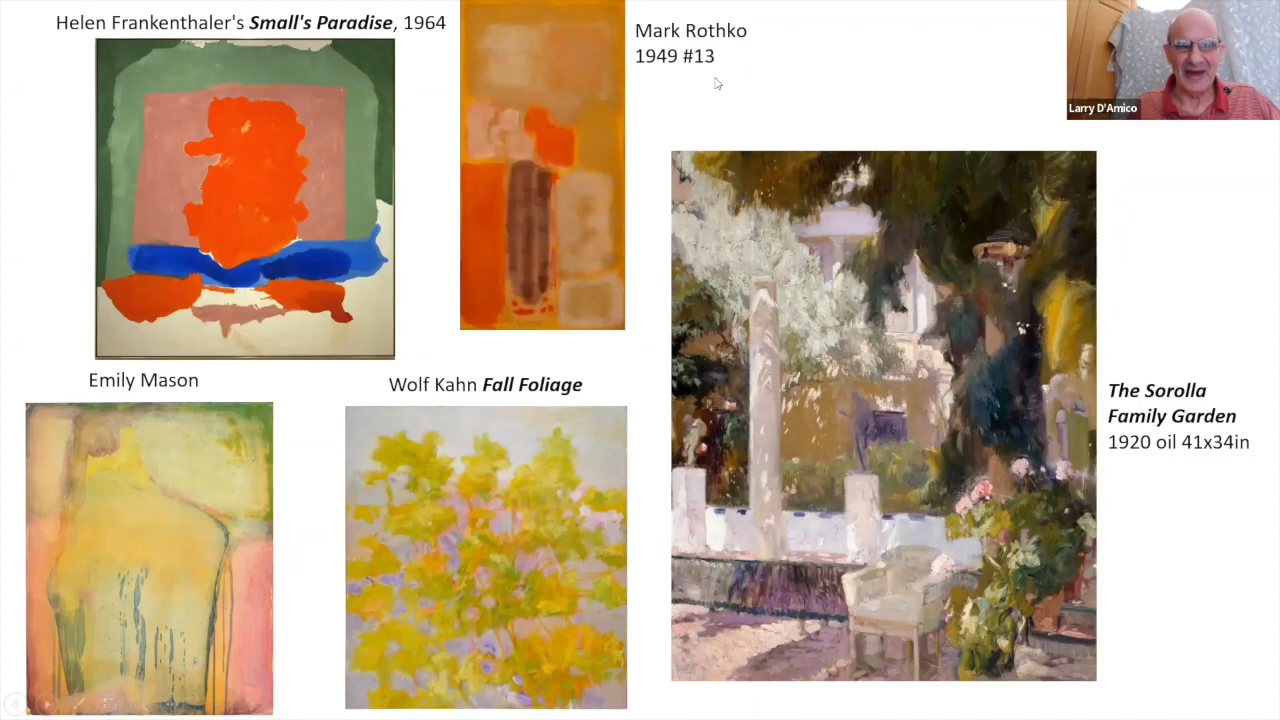 Helen Frankenthaler's Small's Paradise, 1964
Mark Rothko
1949 #13
Larry D'Amico
Emily Mason
Wolf Kahn Fall Foliage
The Sorolla
Family Garden
1920 oil 41x34in